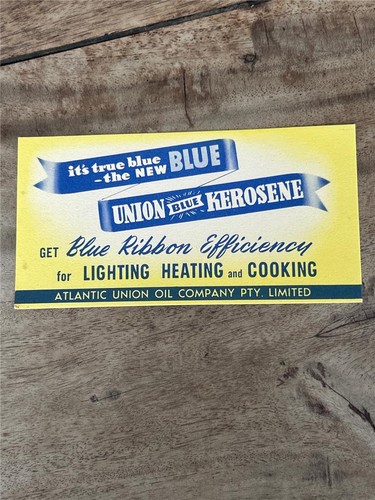 it's true blue
-the NEW BLUE
UNION BLUE KEROSENE
GET Blue Ribbon Efficiency
for LIGHTING HEATING and COOKING
ATLANTIC UNION OIL COMPANY PTY. LIMITED